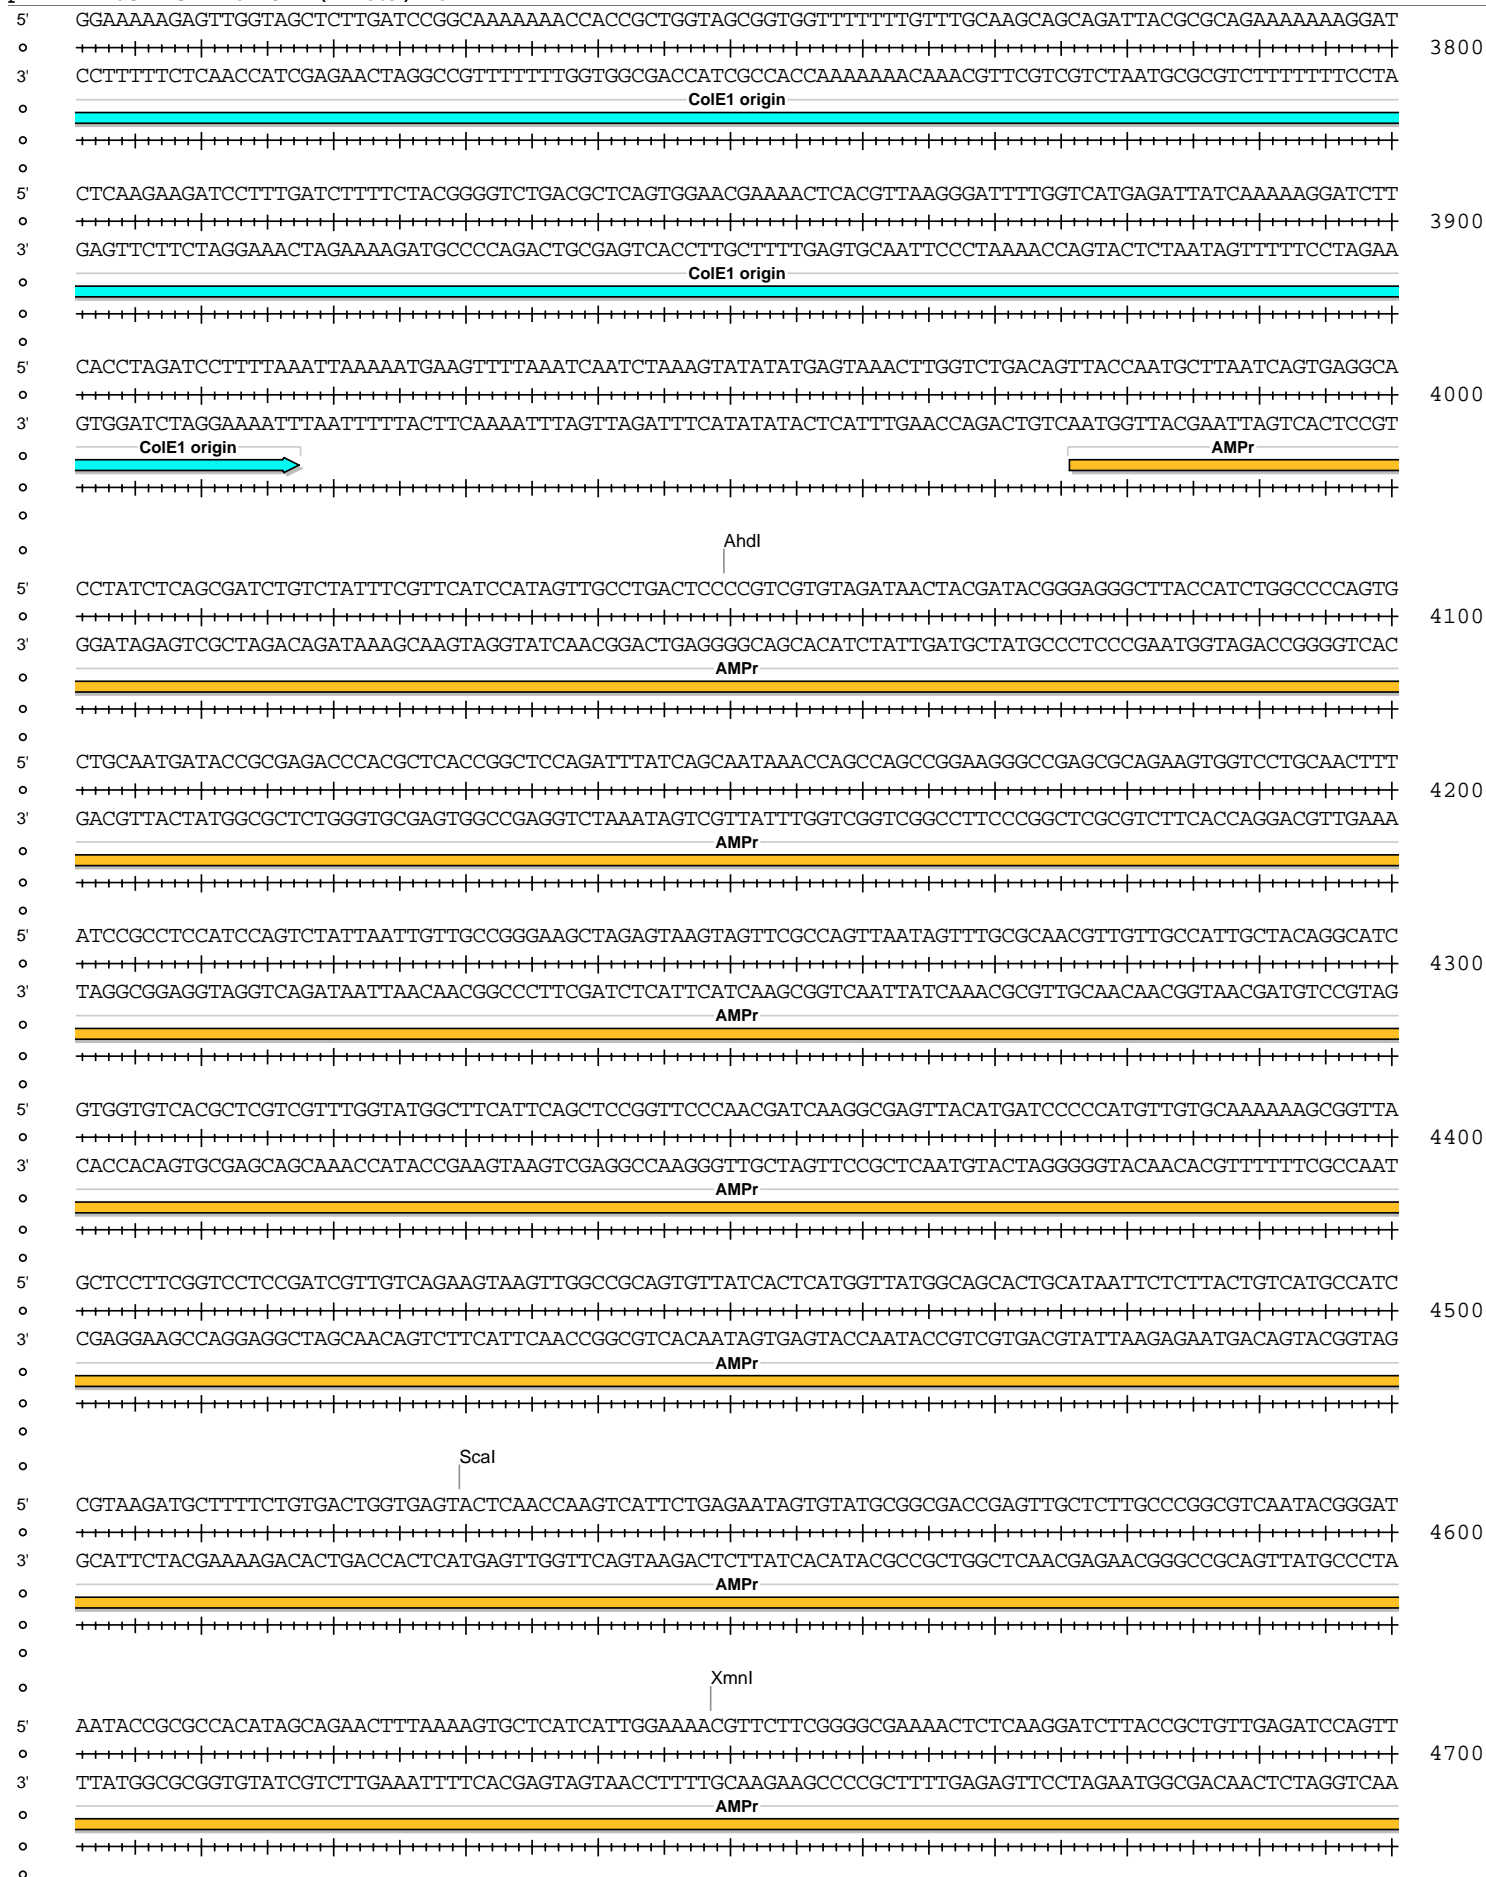 5' GGAAAAAGAGTTGGTAGCTCTTGATCCGGCAAAAAAACCACCGCTGGTAGCGGTGGTTTTTTTGTTTGCAAGCAGCAGATTACGCGCAGAAAAAAAGGAT
3800
3' CCTTTTTCTCAACCATCGAGAACTAGGCCGTTTTTTTGGTGGCGACCATCGCCACCAAAAAAACAAACGTTCGTCGTCTAATGCGCGTCTTTTTTTCCTA
ColE1 origin
5' CTCAAGAAGATCCTTTGATCTTTTCTACGGGGTCTGACGCTCAGTGGAACGAAAACTCACGTTAAGGGATTTTGGTCATGAGATTATCAAAAAGGATCTT
3900
3' GAGTTCTTCTAGGAAACTAGAAAAGATGCCCCAGACTGCGAGTCACCTTGCTTTTGAGTGCAATTCCCTAAAACCAGTACTCTAATAGTTTTTCCTAGAA
ColE1 origin
5' CACCTAGATCCTTTTAAATTAAAAATGAAGTTTTAAATCAATCTAAAGTATATATGAGTAAACTTGGTCTGACAGTTACCAATGCTTAATCAGTGAGGCA
4000
3' GTGGATCTAGGAAAATTTAATTTTTACTTCAAAATTTAGTTAGATTTCATATATACTCATTTGAACCAGACTGTCAATGGTTACGAATTAGTCACTCCGT
ColE1 origin AMPr
AhdI
5' CCTATCTCAGCGATCTGTCTATTTCGTTCATCCATAGTTGCCTGACTCCCCGTCGTGTAGATAACTACGATACGGGAGGGCTTACCATCTGGCCCCAGTG
4100
3' GGATAGAGTCGCTAGACAGATAAAGCAAGTAGGTATCAACGGACTGAGGGGCAGCACATCTATTGATGCTATGCCCTCCCGAATGGTAGACCGGGGTCAC
AMPr
5' CTGCAATGATACCGCGAGACCCACGCTCACCGGCTCCAGATTTATCAGCAATAAACCAGCCAGCCGGAAGGGCCGAGCGCAGAAGTGGTCCTGCAACTTT
4200
3' GACGTTACTATGGCGCTCTGGGTGCGAGTGGCCGAGGTCTAAATAGTCGTTATTTGGTCGGTCGGCCTTCCCGGCTCGCGTCTTCACCAGGACGTTGAAA
AMPr
5' ATCCGCCTCCATCCAGTCTATTAATTGTTGCCGGGAAGCTAGAGTAAGTAGTTCGCCAGTTAATAGTTTGCGCAACGTTGTTGCCATTGCTACAGGCATC
4300
3' TAGGCGGAGGTAGGTCAGATAATTAACAACGGCCCTTCGATCTCATTCATCAAGCGGTCAATTATCAAACGCGTTGCAACAACGGTAACGATGTCCGTAG
AMPr
5' GTGGTGTCACGCTCGTCGTTTGGTATGGCTTCATTCAGCTCCGGTTCCCAACGATCAAGGCGAGTTACATGATCCCCCATGTTGTGCAAAAAAGCGGTTA
4400
3' CACCACAGTGCGAGCAGCAAACCATACCGAAGTAAGTCGAGGCCAAGGGTTGCTAGTTCCGCTCAATGTACTAGGGGGTACAACACGTTTTTTCGCCAAT
AMPr
5' GCTCCTTCGGTCCTCCGATCGTTGTCAGAAGTAAGTTGGCCGCAGTGTTATCACTCATGGTTATGGCAGCACTGCATAATTCTCTTACTGTCATGCCATC
4500
3' CGAGGAAGCCAGGAGGCTAGCAACAGTCTTCATTCAACCGGCGTCACAATAGTGAGTACCAATACCGTCGTGACGTATTAAGAGAATGACAGTACGGTAG
AMPr
ScaI
5' CGTAAGATGCTTTTCTGTGACTGGTGAGTACTCAACCAAGTCATTCTGAGAATAGTGTATGCGGCGACCGAGTTGCTCTTGCCCGGCGTCAATACGGGAT
4600
3' GCATTCTACGAAAAGACACTGACCACTCATGAGTTGGTTCAGTAAGACTCTTATCACATACGCCGCTGGCTCAACGAGAACGGGCCGCAGTTATGCCCTA
AMPr
XmnI
5' AATACCGCGCCACATAGCAGAACTTTAAAAGTGCTCATCATTGGAAAACGTTCTTCGGGGCGAAAACTCTCAAGGATCTTACCGCTGTTGAGATCCAGTT
4700
3' TTATGGCGCGGTGTATCGTCTTGAAATTTTCACGAGTAGTAACCTTTTGCAAGAAGCCCCGCTTTTGAGAGTTCCTAGAATGGCGACAACTCTAGGTCAA
AMPr